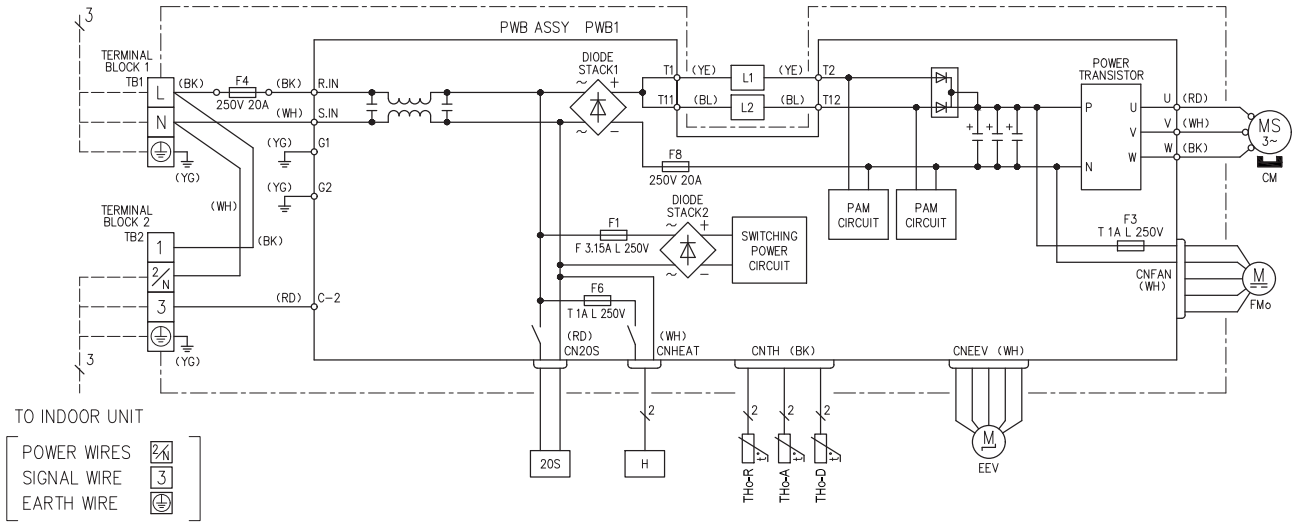 3
PWB ASSY PWB1
TERMINAL
BLOCK 1
TB1
L
N
(BK)
F4
250V 20A
(BK)
R.IN
(WH)
S.IN
(YG)
G1
(YG)
(YG)
G2
(WH)
(BK)
DIODE
STACK1
~
+
~
−
T1
(YE)
L1
(YE)
T2
T11
(BL)
L2
(BL)
T12
F8
250V 20A
PAM
CIRCUIT
PAM
CIRCUIT
+
+
+
POWER
TRANSISTOR
P
N
U
V
W
U
(RD)
V
(WH)
W
(BK)
MS
3~
CM
TERMINAL
BLOCK 2
TB2
1
2/N
3
(RD)
C-2
(YG)
3
F1
F 3.15A L 250V
DIODE
STACK2
~
+
~
−
SWITCHING
POWER
CIRCUIT
F6
T 1A L 250V
F3
T 1A L 250V
CNFAN
(WH)
M
FMo
(RD)
CN20S
(WH)
CNHEAT
CNTH (BK)
CNEEV (WH)
2
2
2
2
20S
H
t°
t°
t°
THo-R
THo-A
THo-D
M
EEV
TO INDOOR UNIT
POWER WIRES 2/N
SIGNAL WIRE 3
EARTH WIRE